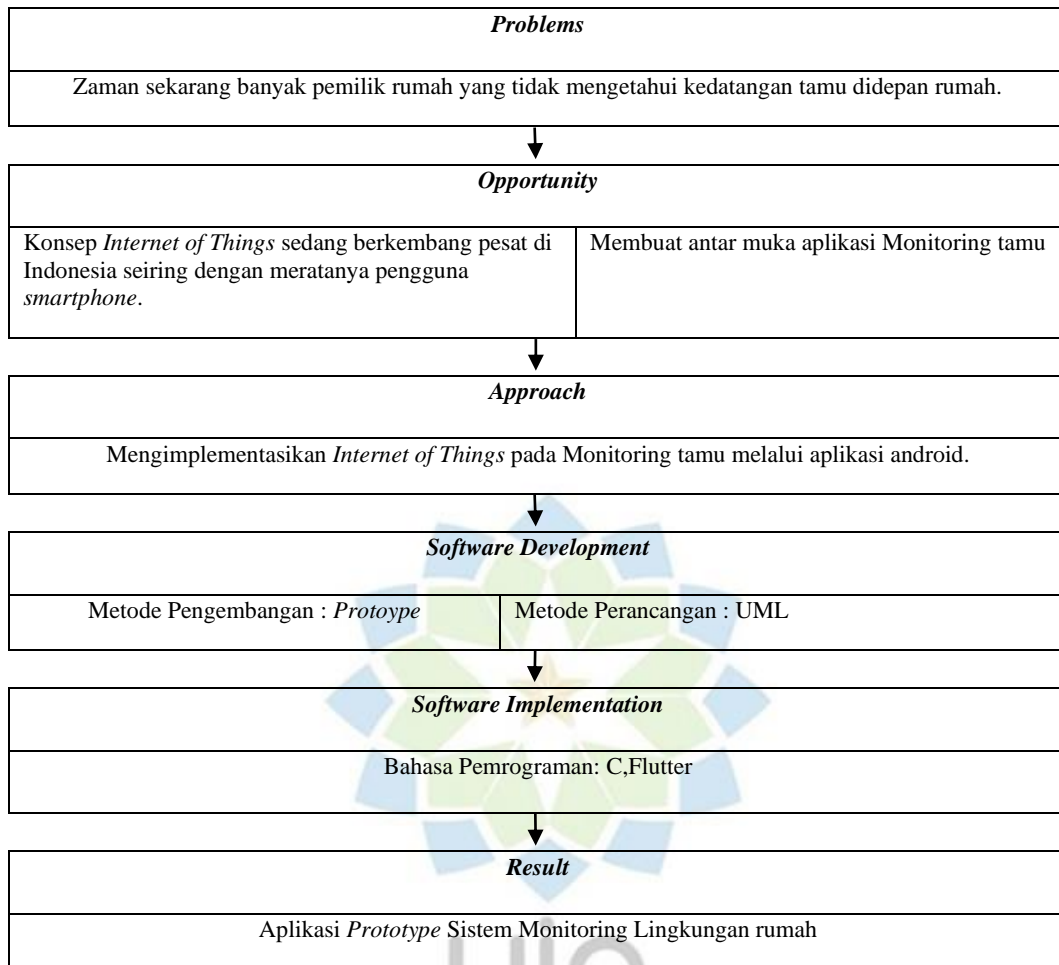 Problems
Zaman sekarang banyak pemilik rumah yang tidak mengetahui kedatangan tamu didepan rumah.
Opportunity
Konsep Internet of Things sedang berkembang pesat di
Indonesia seiring dengan meratanya pengguna
smartphone.
Membuat antar muka aplikasi Monitoring tamu
Approach
Mengimplementasikan Internet of Things pada Monitoring tamu melalui aplikasi android.
Software Development
Metode Pengembangan : Protoype
Metode Perancangan : UML
Software Implementation
Bahasa Pemrograman: C,Flutter
Result
Aplikasi Prototype Sistem Monitoring Lingkungan rumah